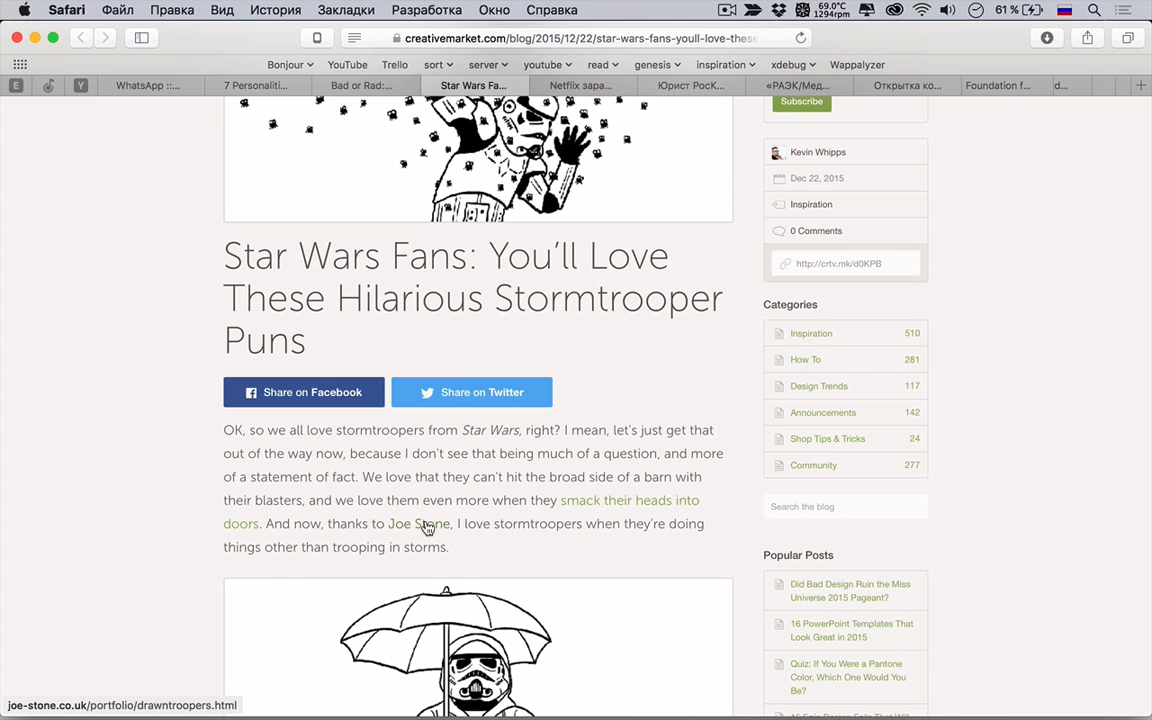 Safari Файл Правка Вид История Закладки Разработка Окно Справка 69.0°C 1294rpm 61 %
creativemarket.com/blog/2015/12/22/star-wars-fans-youll-love-these
Bonjour YouTube Trello sort server youtube read genesis inspiration xdebug Wappalyzer
E Y WhatsApp ::... 7 Personaliti... Bad or Rad:... Star Wars Fa... Netflix зара... Юрист РосК... «РАЭК/Мед... Открытка ко... Foundation f... d...
Subscribe
Kevin Whipps
Dec 22, 2015
Inspiration
0 Comments
http://crtv.mk/d0KPB
Star Wars Fans: You’ll Love
These Hilarious Stormtrooper
Puns
Share on Facebook Share on Twitter
OK, so we all love stormtroopers from Star Wars, right? I mean, let's just get that
out of the way now, because I don't see that being much of a question, and more
of a statement of fact. We love that they can't hit the broad side of a barn with
their blasters, and we love them even more when they smack their heads into
doors. And now, thanks to Joe Stone, I love stormtroopers when they're doing
things other than trooping in storms.
Categories
Inspiration 510
How To 281
Design Trends 117
Announcements 142
Shop Tips & Tricks 24
Community 277
Search the blog
Popular Posts
Did Bad Design Ruin the Miss
Universe 2015 Pageant?
16 PowerPoint Templates That
Look Great in 2015
Quiz: If You Were a Pantone
Color, Which One Would You
Be?
joe-stone.co.uk/portfolio/drawntroopers.html